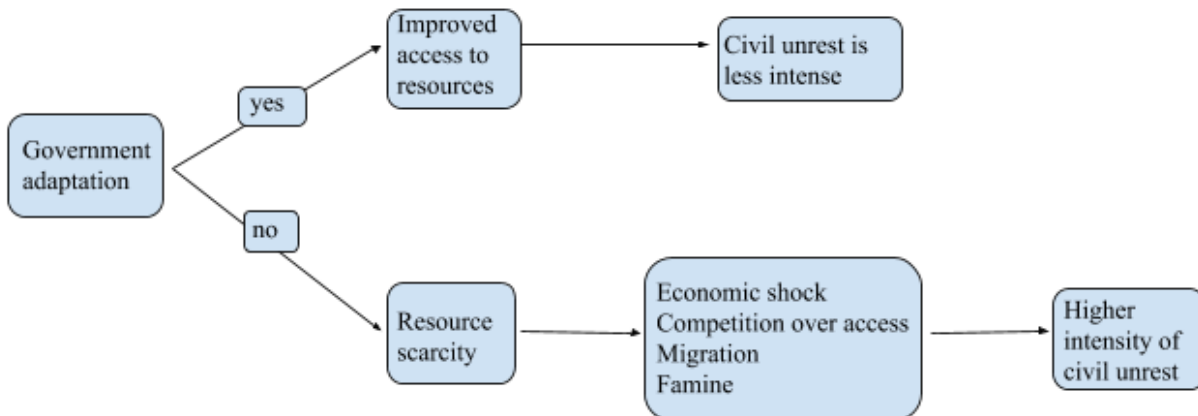 Government
adaptation
yes
Improved
access to
resources
Civil unrest is
less intense
no
Resource
scarcity
Economic shock
Competition over access
Migration
Famine
Higher
intensity of
civil unrest